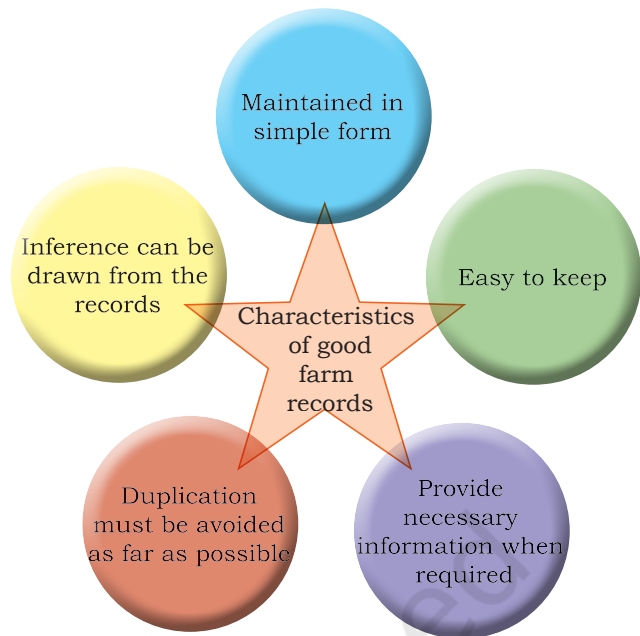 Maintained in
simple form
Easy to keep
Provide
necessary
information when
required
Duplication
must be avoided
as far as possible
Inference can be
drawn from the
records
Characteristics
of good
farm
records
ed